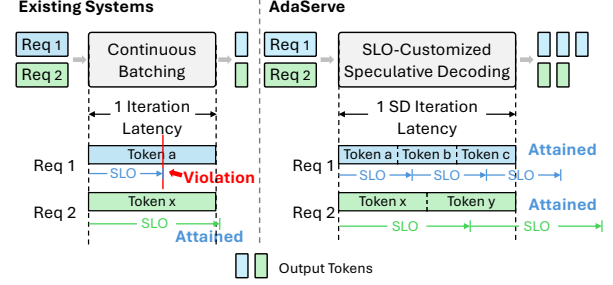 Existing Systems
Req 1
Req 2
Continuous
Batching
1 Iteration
Latency
Req 1
Token a
SLO
Violation
Req 2
Token x
SLO
Attained
AdaServe
Req 1
Req 2
SLO-Customized
Speculative Decoding
1 SD Iteration
Latency
Req 1
Token a Token b Token c
Attained
SLO SLO SLO
Req 2
Token x Token y
Attained
SLO SLO
Output Tokens